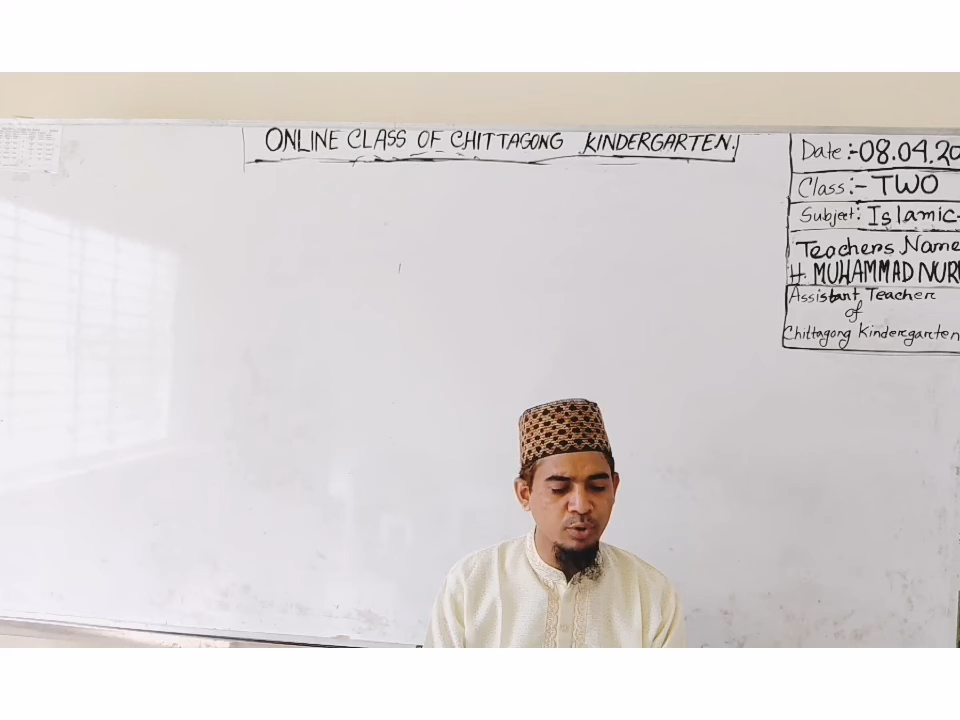 ONLINE CLASS OF CHITTAGONG KINDERGARTEN.
Date:-08.04.20
Class:- TWO
Subject: Islamic-
Teachers Name
H. MUHAMMAD NUR
Assistant Teacher
of
Chittagong Kindergarten